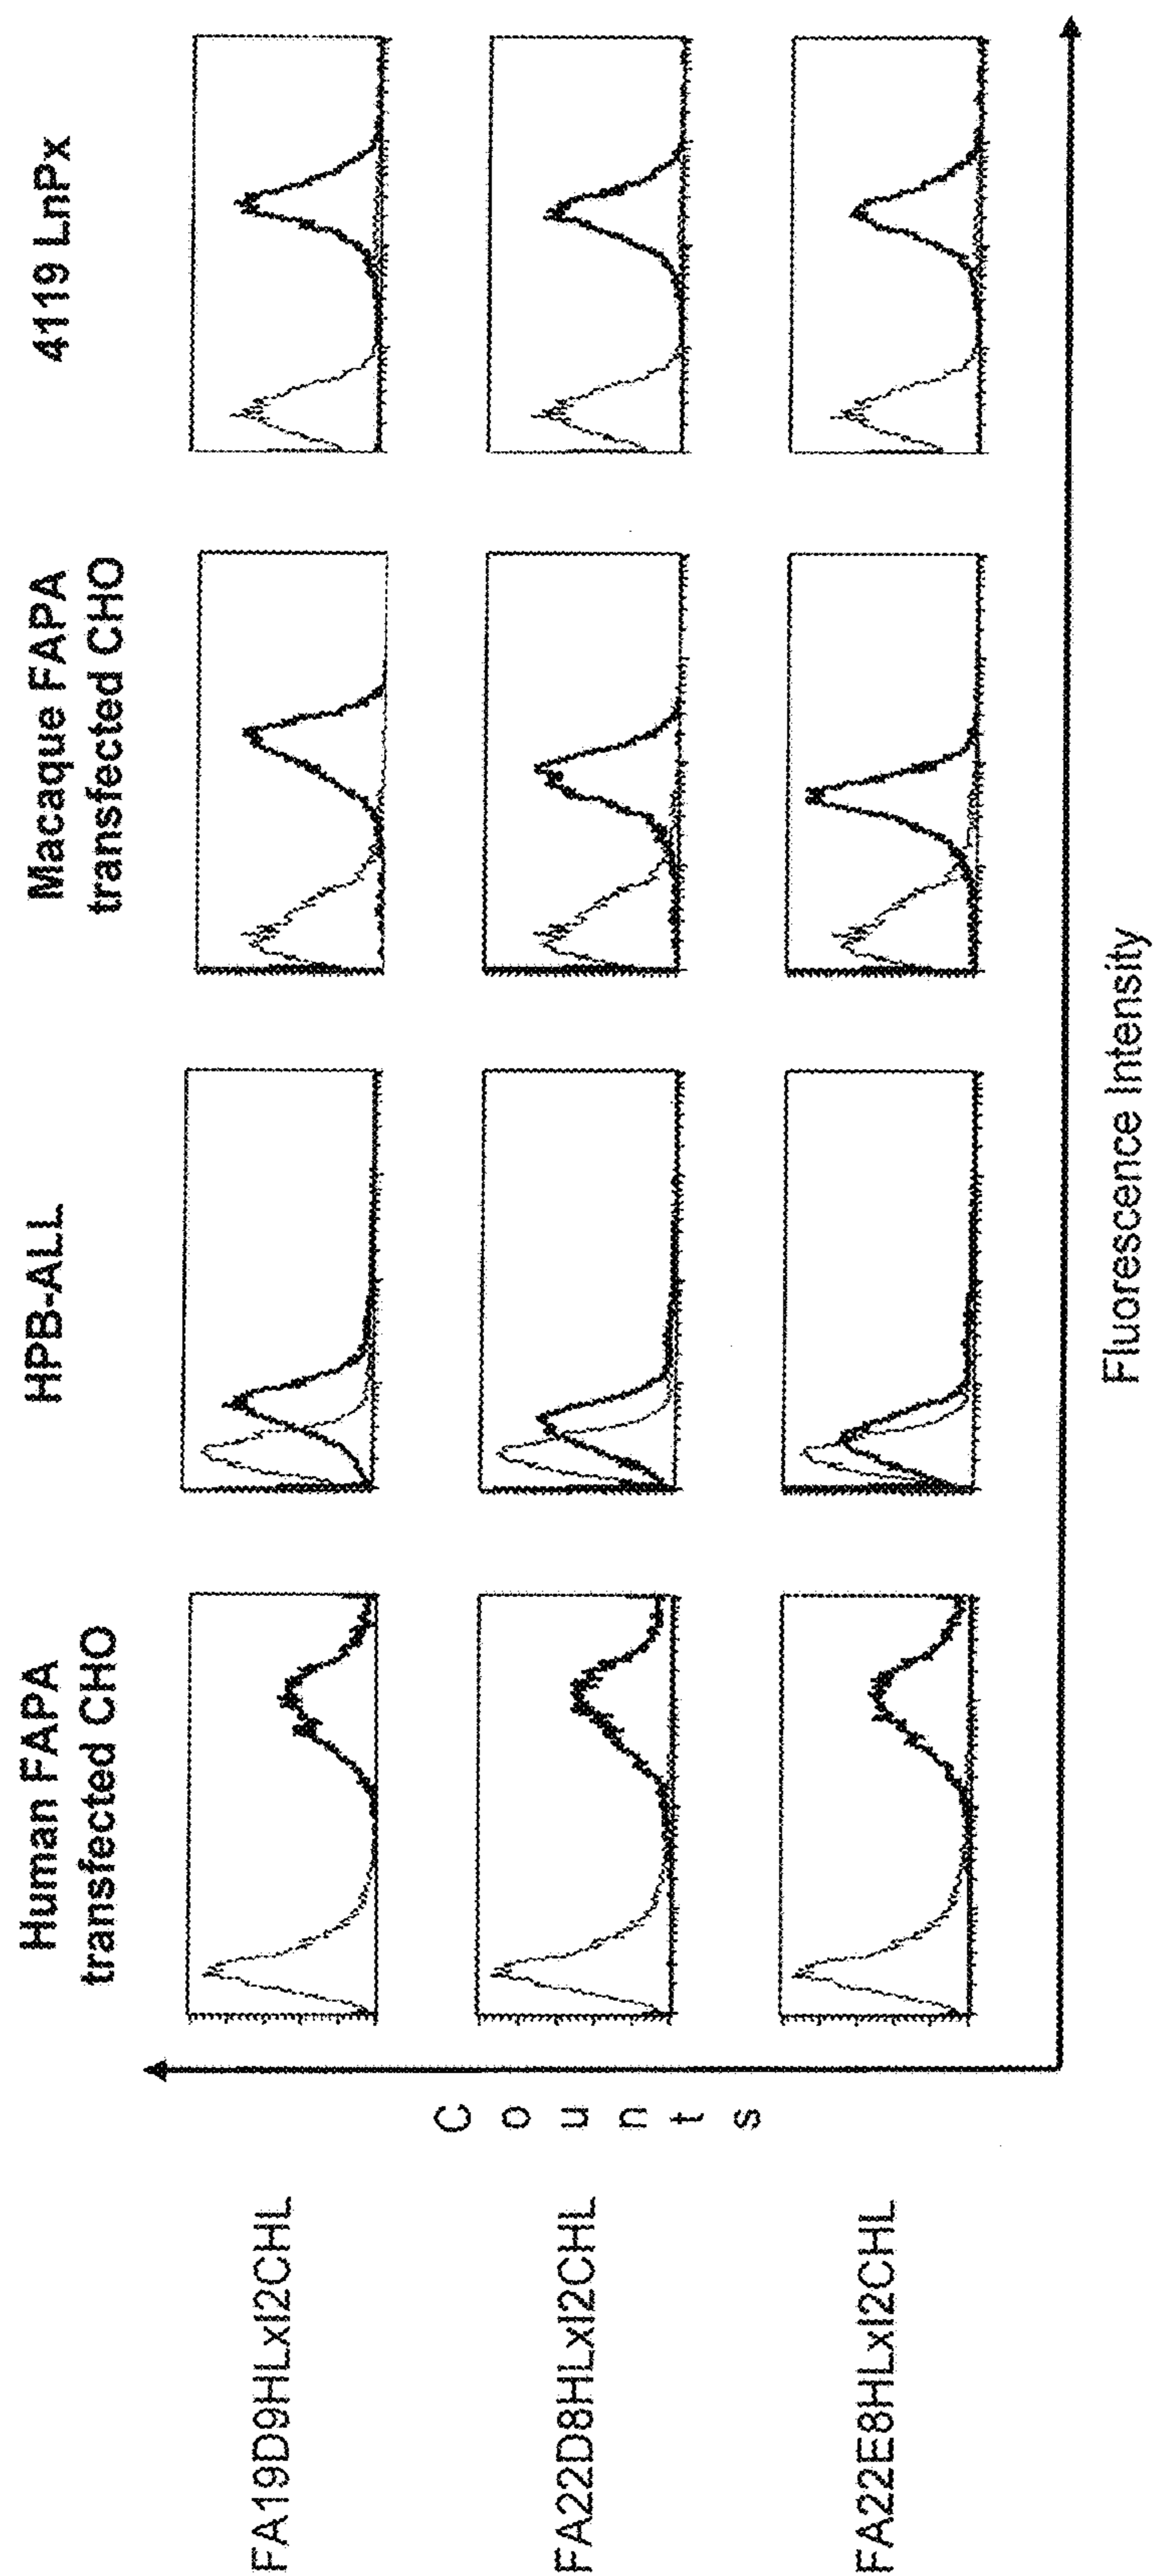 Human FAPA
transfected CHO
HPB-ALL
Macaque FAPA
transfected CHO
4119 LnPx
FA19D9HLxI2CHL
FA22D8HLxI2CHL
FA22E8HLxI2CHL
Counts
Fluorescence Intensity